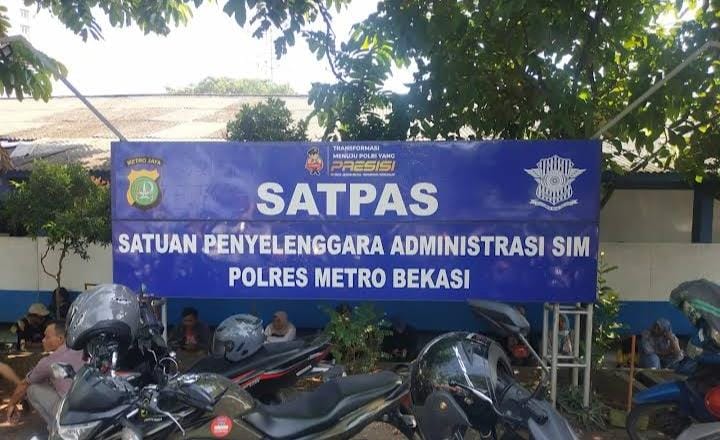 METRO JAYA
TRANSFORMASI
MENUJU POLRI YANG
PRESISI
SATPAS
SATUAN PENYELENGGARA ADMINISTRASI SIM
POLRES METRO BEKASI